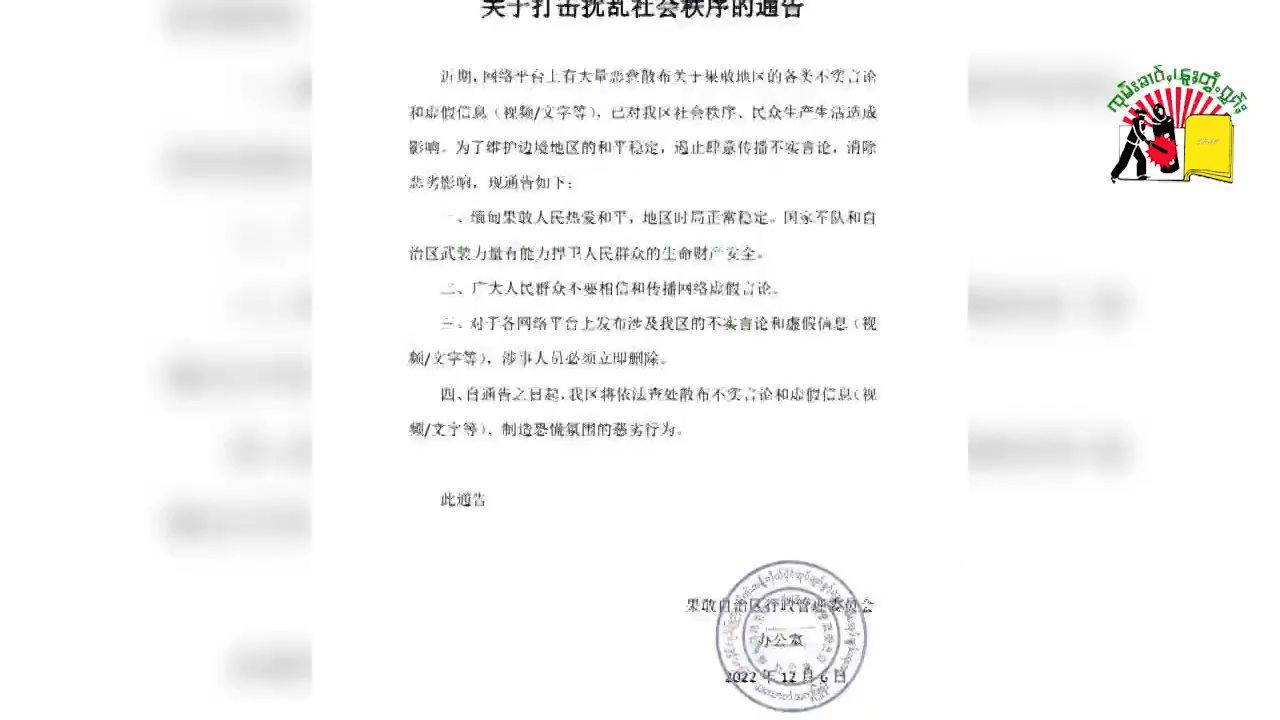 关于打击扰乱社会秩序的通告
近期，网络平台上有大量恶意散布关于果敢地区的各类不实言论
和虚假信息（视频/文字等），已对我区社会秩序、民众生产生活造成
影响。为了维护边境地区的和平稳定，遏止肆意传播不实言论，消除
恶劣影响，现通告如下：
一、缅甸果敢人民热爱和平，地区时局正常稳定。国家军队和自
治区武装力量有能力捍卫人民群众的生命财产安全。
二、广大人民群众不要相信和传播网络虚假言论。
三、对于各网络平台上发布涉及我区的不实言论和虚假信息（视
频/文字等），涉事人员必须立即删除。
四、自通告之日起，我区将依法查处散布不实言论和虚假信息（视
频/文字等）、制造恐慌氛围的恶劣行为。
此通告
果敢自治区行政管理委员会
办公室
2022 年 12 月 6 日